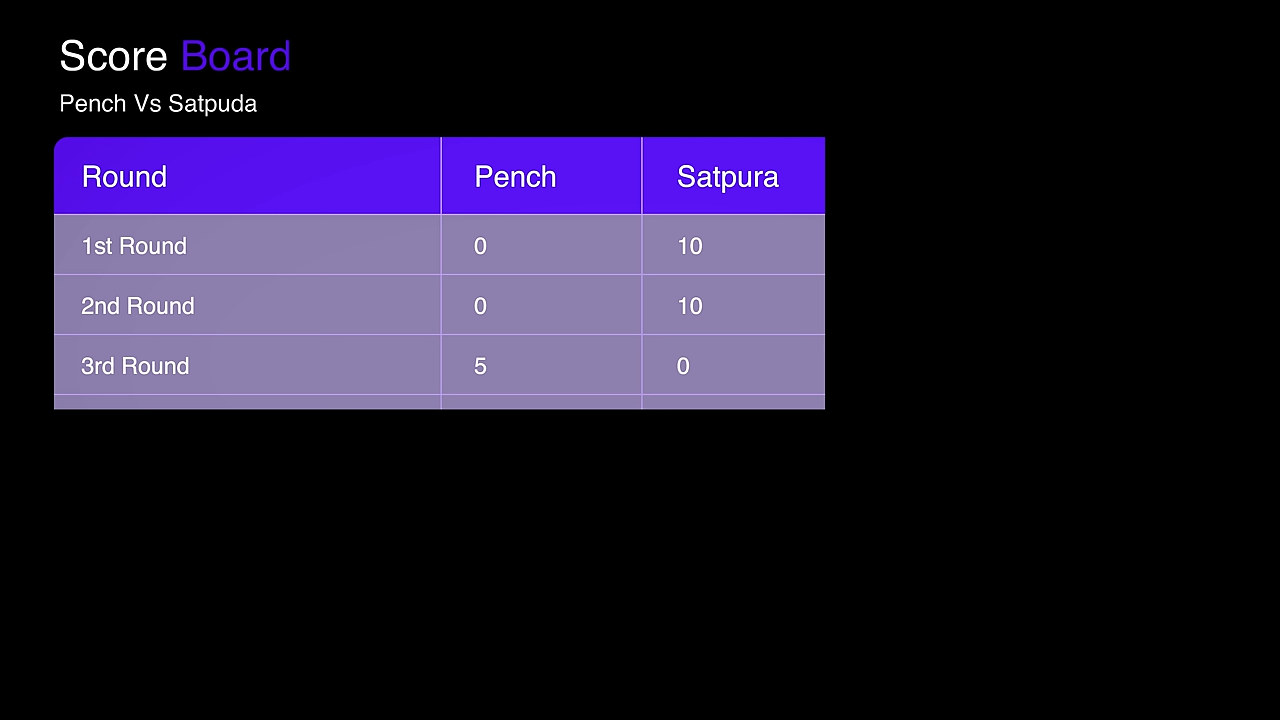 Score Board
Pench Vs Satpuda
Round Pench Satpura
1st Round 0 10
2nd Round 0 10
3rd Round 5 0